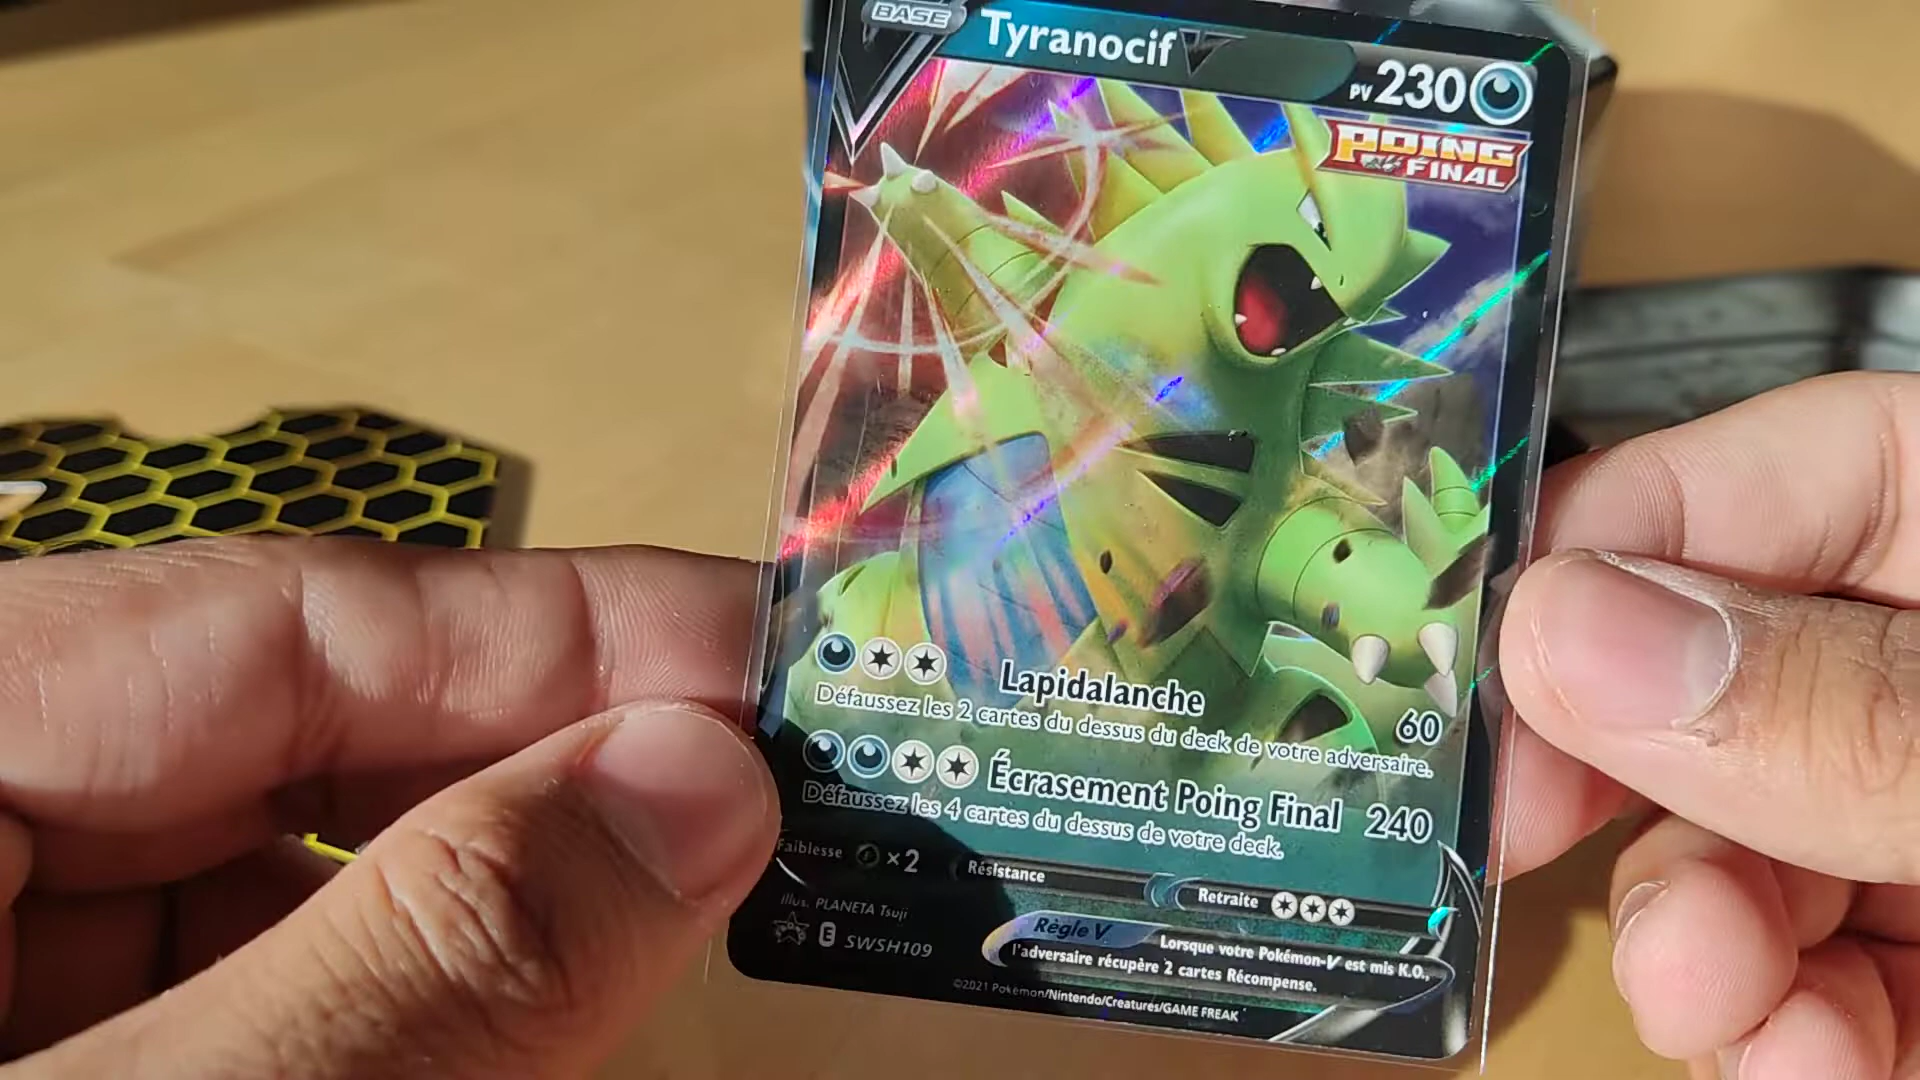 BASE
Tyranocif V
PV 230
POING
FINAL
Lapidalanche 60
Défaussez les 2 cartes du dessus du deck de votre adversaire.
Écrasement Poing Final 240
Défaussez les 4 cartes du dessus de votre deck.
Faiblesse ×2 Résistance Retraite
Illus. PLANETA Tsuji
E SWSH109
Règle V Lorsque votre Pokémon-V est mis K.O.,
l'adversaire récupère 2 cartes Récompense.
©2021 Pokémon/Nintendo/Creatures/GAME FREAK